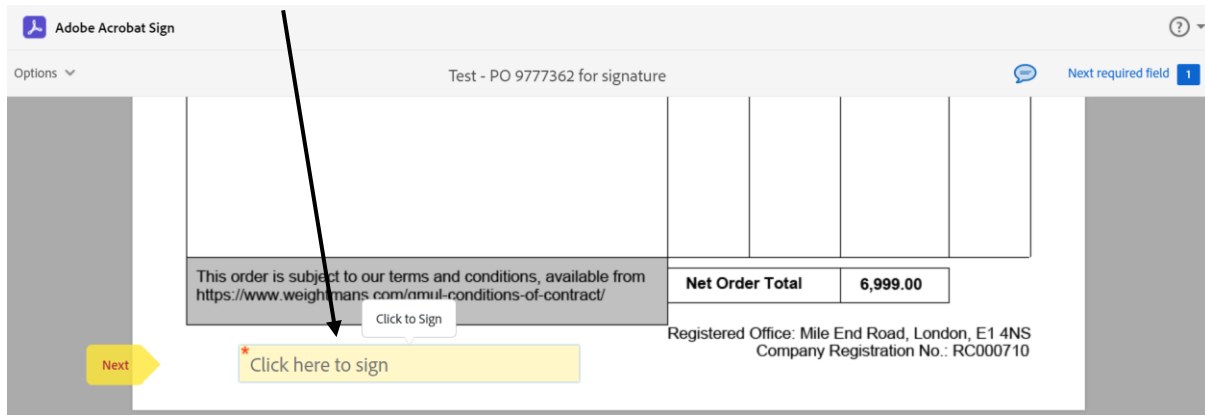 Adobe Acrobat Sign
?
Options
Test - PO 9777362 for signature
Next required field 1
This order is subject to our terms and conditions, available from
https://www.weightmans.com/qmul-conditions-of-contract/
Net Order Total 6,999.00
Click to Sign
Registered Office: Mile End Road, London, E1 4NS
Company Registration No.: RC000710
Next
*Click here to sign